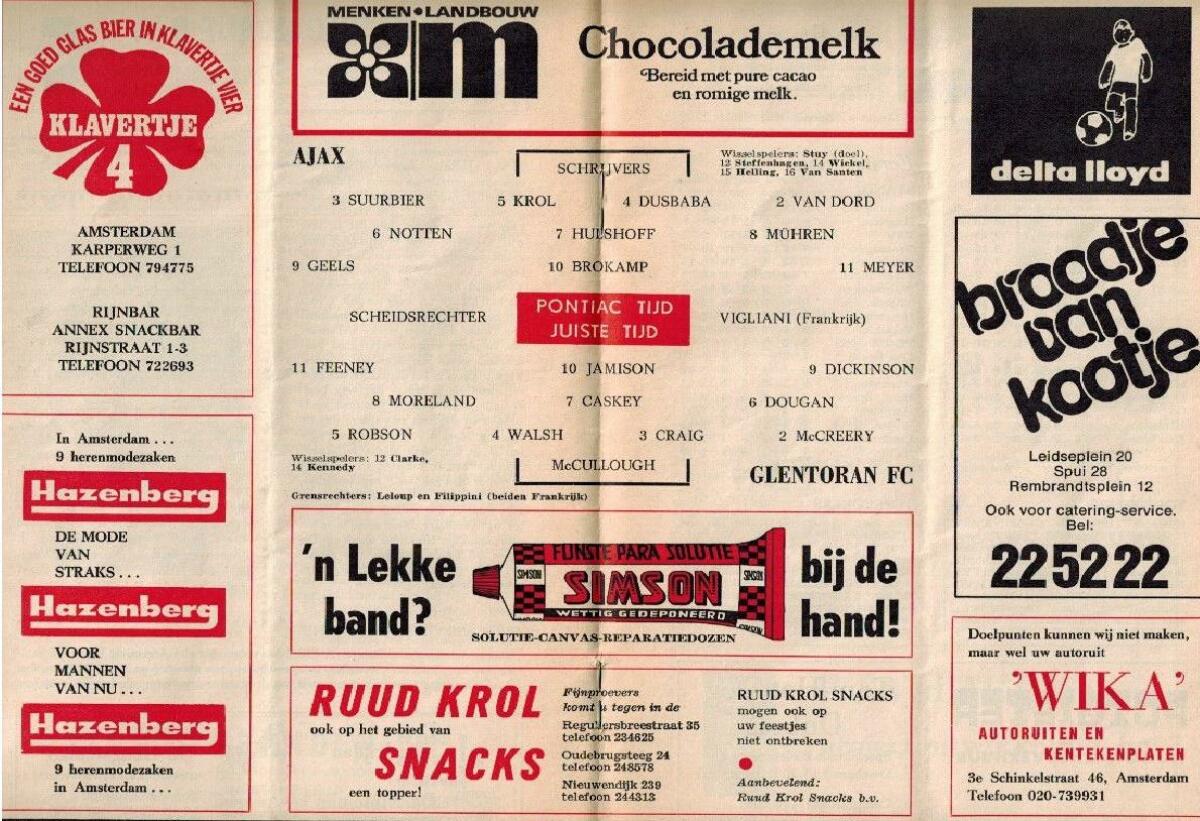 EEN GOED GLAS BIER IN KLAVERTJE VIER
KLAVERTJE
4
AMSTERDAM
KARPERWEG 1
TELEFOON 794775
RIJNBAR
ANNEX SNACKBAR
RIJNSTRAAT 1-3
TELEFOON 722693
In Amsterdam . . .
9 herenmodezaken
Hazenberg
DE MODE
VAN
STRAKS . . .
Hazenberg
VOOR
MANNEN
VAN NU . . .
Hazenberg
9 herenmodezaken
in Amsterdam . . .
MENKEN • LANDBOUW
m
Chocolademelk
Bereid met pure cacao
en romige melk.
AJAX
SCHRIJVERS
Wisselspelers: Stuy (doel),
12 Steffenhagen, 14 Wickel,
15 Helling, 16 Van Santen
3 SUURBIER 5 KROL 4 DUSBABA 2 VAN DORD
6 NOTTEN 7 HULSHOFF 8 MÜHREN
9 GEELS 10 BROKAMP 11 MEYER
SCHEIDSRECHTER PONTIAC TIJD VIGLIANI (Frankrijk)
JUISTE TIJD
11 FEENEY 10 JAMISON 9 DICKINSON
8 MORELAND 7 CASKEY 6 DOUGAN
5 ROBSON 4 WALSH 3 CRAIG 2 McCREERY
Wisselspelers: 12 Clarke,
14 Kennedy
McCULLOUGH
GLENTORAN FC
Grensrechters: Leloup en Filippini (beiden Frankrijk)
'n Lekke
band?
FIJNSTE PARA SOLUTIE
SIMSON
SIMSON
SIMSON
WETTIG GEDEPONEERD
SIMSON
SOLUTIE-CANVAS-REPARATIEDOZEN
bij de
hand!
RUUD KROL
ook op het gebied van
SNACKS
een topper!
Fijnproevers
komt u tegen in de
Regulersbreestraat 35
telefoon 234625
Oudebrugsteeg 24
telefoon 248578
Nieuwendijk 239
telefoon 244313
RUUD KROL SNACKS
mogen ook op
uw feestjes
niet ontbreken
Aanbevelend:
Ruud Krol Snacks b.v.
delta lloyd
broodje
van
kootje
Leidseplein 20
Spui 28
Rembrandtsplein 12
Ook voor catering-service.
Bel:
22 52 22
Doelpunten kunnen wij niet maken,
maar wel uw autoruit
'WIKA'
AUTORUITEN EN
KENTEKENPLATEN
3e Schinkelstraat 46, Amsterdam
Telefoon 020-739931